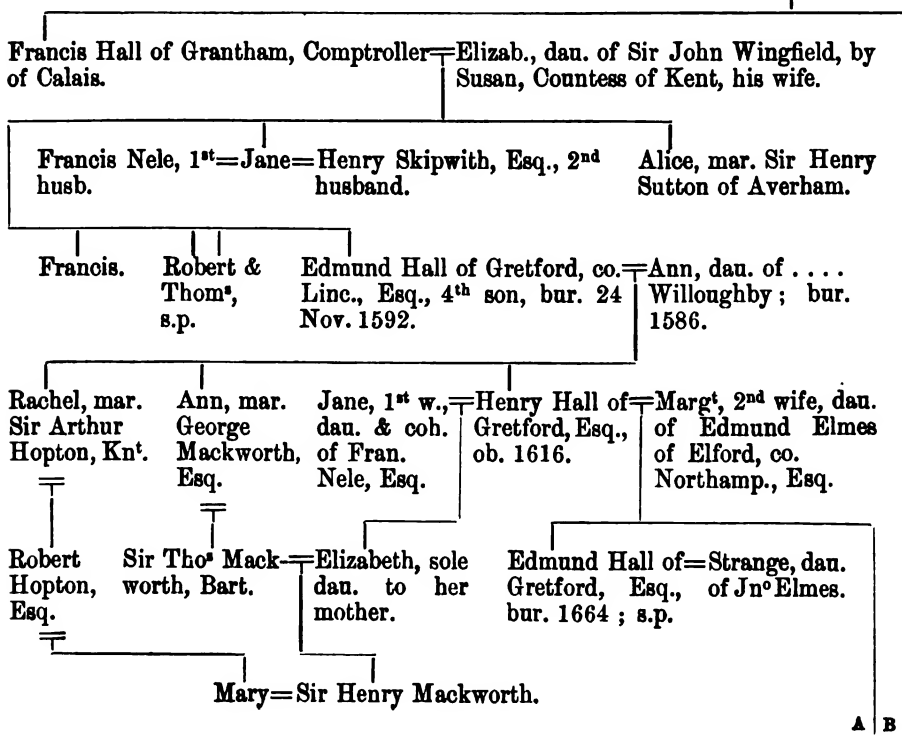 Francis Hall of Grantham, Comptroller=Elizab., dau. of Sir John Wingfield, by
of Calais. Susan, Countess of Kent, his wife.
Francis Nele, 1st=Jane=Henry Skipwith, Esq., 2nd Alice, mar. Sir Henry
husb. husband. Sutton of Averham.
Francis. Robert & Edmund Hall of Gretford, co.=Ann, dau. of . . . .
Thoms, Linc., Esq., 4th son, bur. 24 Willoughby; bur.
s.p. Nov. 1592. 1586.
Rachel, mar. Ann, mar. Jane, 1st w.,=Henry Hall of=Margt, 2nd wife, dau.
Sir Arthur George dau. & coh. Gretford, Esq., of Edmund Elmes
Hopton, Knt. Mackworth, of Fran. ob. 1616. of Elford, co.
Esq. Nele, Esq. Northamp., Esq.
Robert Sir Thos Mack-=Elizabeth, sole Edmund Hall of=Strange, dau.
Hopton, worth, Bart. dau. to her Gretford, Esq., of Jno Elmes.
Esq. mother. bur. 1664 ; s.p.
Mary=Sir Henry Mackworth.
A B